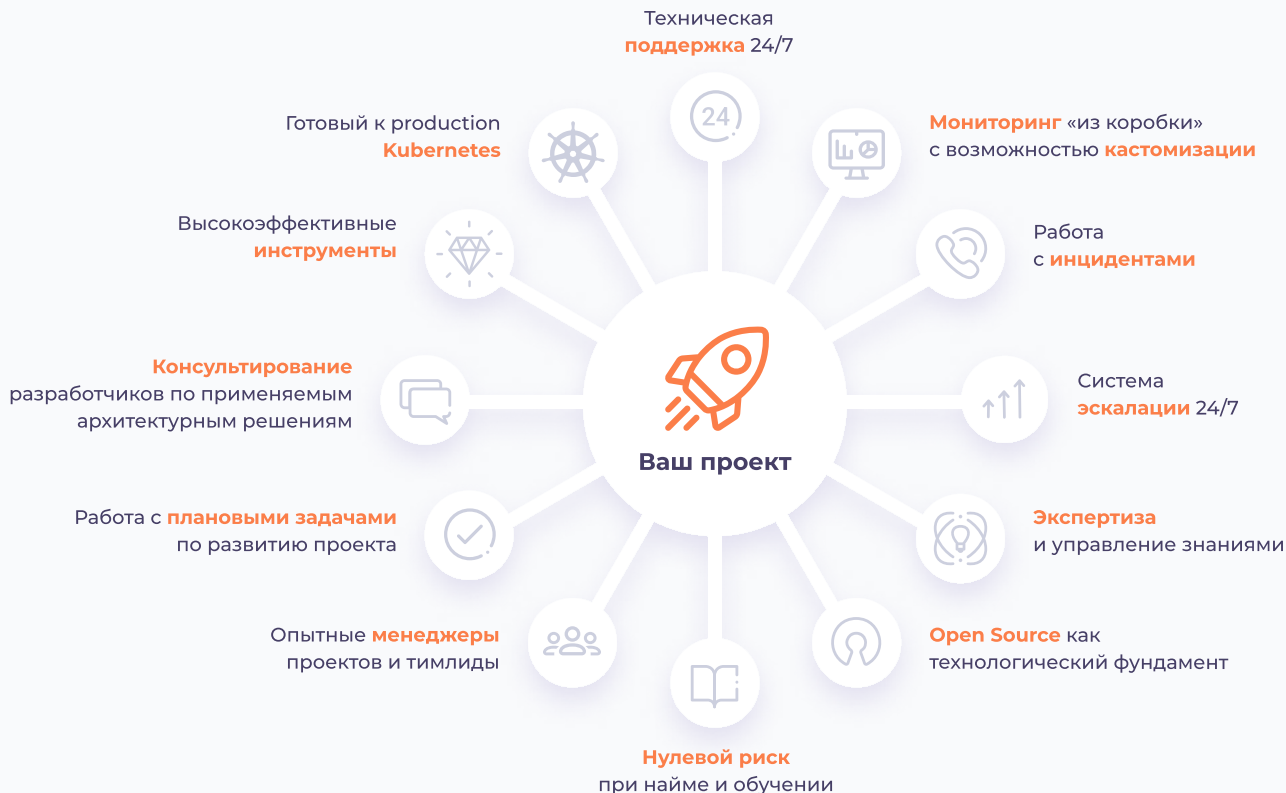 Техническая
поддержка 24/7
24
Мониторинг «из коробки»
с возможностью кастомизации
Работа
с инцидентами
Система
эскалации 24/7
Экспертиза
и управление знаниями
Open Source как
технологический фундамент
Нулевой риск
при найме и обучении
Опытные менеджеры
проектов и тимлиды
Работа с плановыми задачами
по развитию проекта
Консультирование
разработчиков по применяемым
архитектурным решениям
Высокоэффективные
инструменты
Готовый к production
Kubernetes
Ваш проект